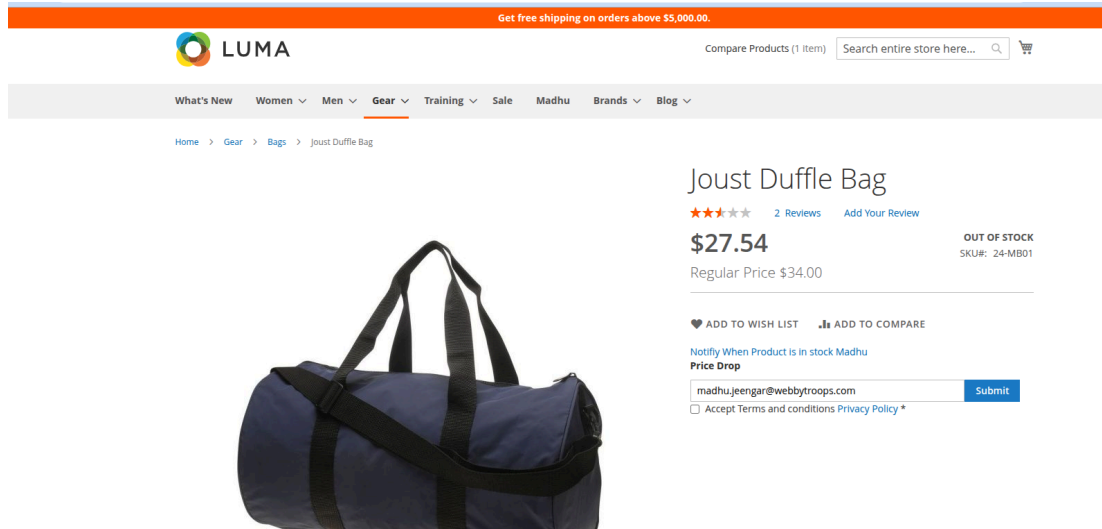 Get free shipping on orders above $5,000.00.
LUMA
Compare Products (1 item)
Search entire store here...
What's New Women Men Gear Training Sale Madhu Brands Blog
Home > Gear > Bags > Joust Duffle Bag
Joust Duffle Bag
2 Reviews Add Your Review
$27.54
OUT OF STOCK
SKU#: 24-MB01
Regular Price $34.00
ADD TO WISH LIST ADD TO COMPARE
Notifiy When Product is in stock Madhu
Price Drop
madhu.jeengar@webbytroops.com Submit
Accept Terms and conditions Privacy Policy *